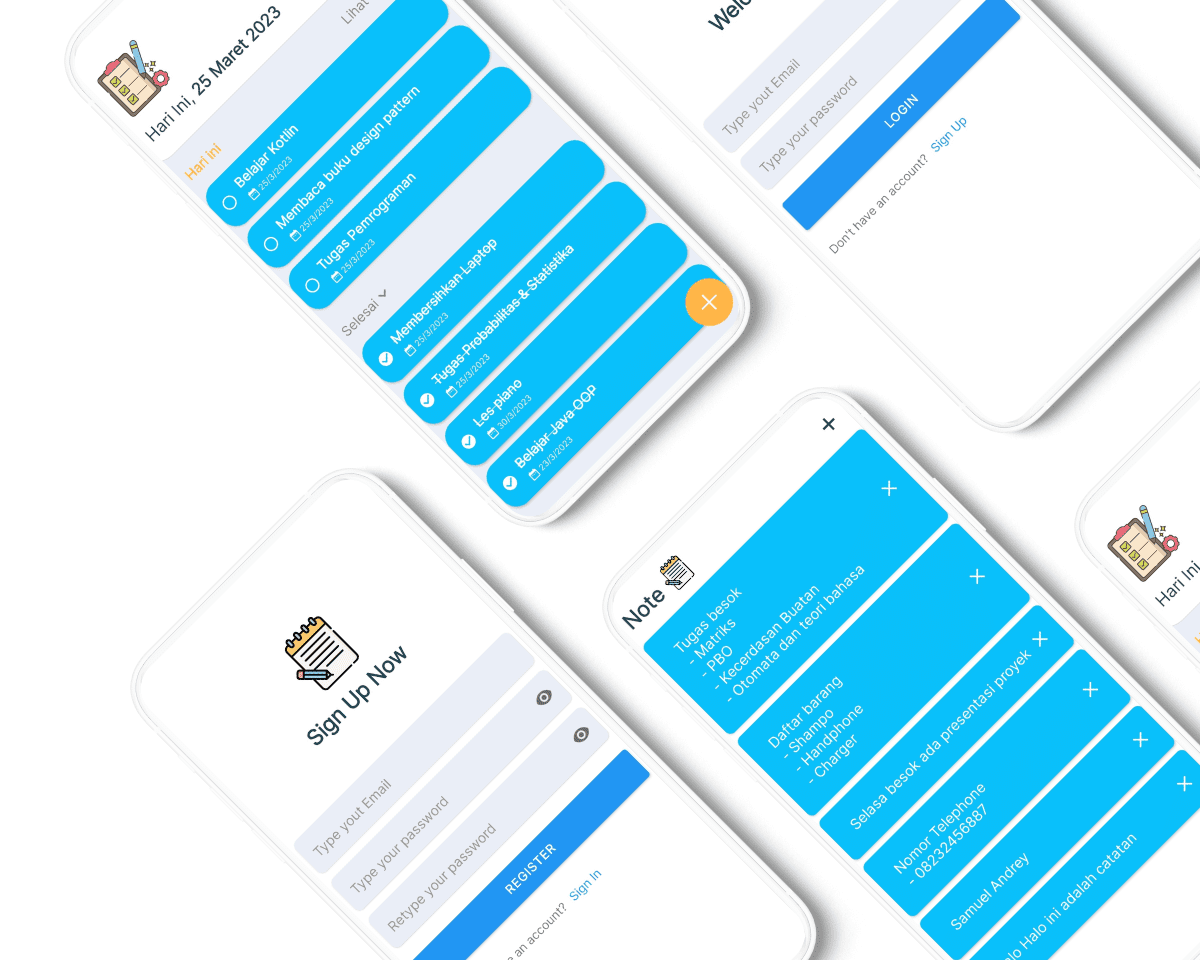 Hari Ini, 25 Maret 2023
Lihat
Hari ini
Belajar Kotlin
25/3/2023
Membaca buku design pattern
25/3/2023
Tugas Pemrograman
25/3/2023
Selesai
Membersihkan Laptop
25/3/2023
Tugas Probabilitas & Statistika
25/3/2023
Les piano
30/3/2023
Belajar Java OOP
23/3/2023
Type yout Email
Type your password
LOGIN
Don't have an account? Sign Up
Sign Up Now
Type yout Email
Type your password
Retype your password
REGISTER
an account? Sign In
Note
Tugas besok
- Matriks
- PBO
- Kecerdasan Buatan
- Otomata dan teori bahasa
Daftar barang
- Shampo
- Handphone
- Charger
Selasa besok ada presentasi proyek
Nomor Telephone
- 08232456887
Samuel Andrey
Halo ini adalah catatan
Hari Ini